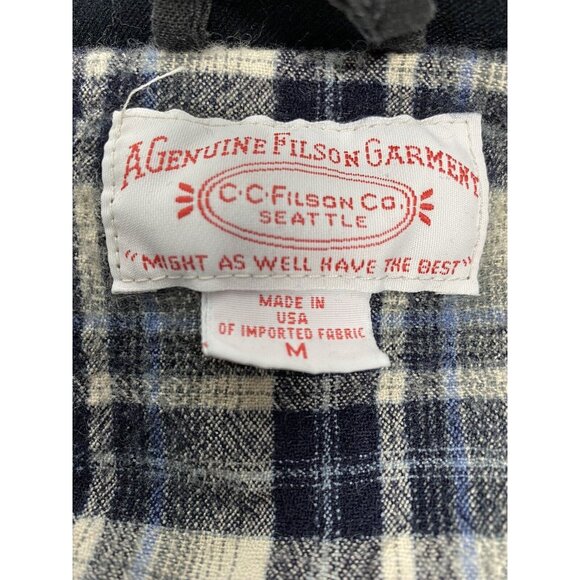 A GENUINE FILSON GARMENT
C·C·FILSON CO.
SEATTLE
"MIGHT AS WELL HAVE THE BEST"
MADE IN
USA
OF IMPORTED FABRIC
M